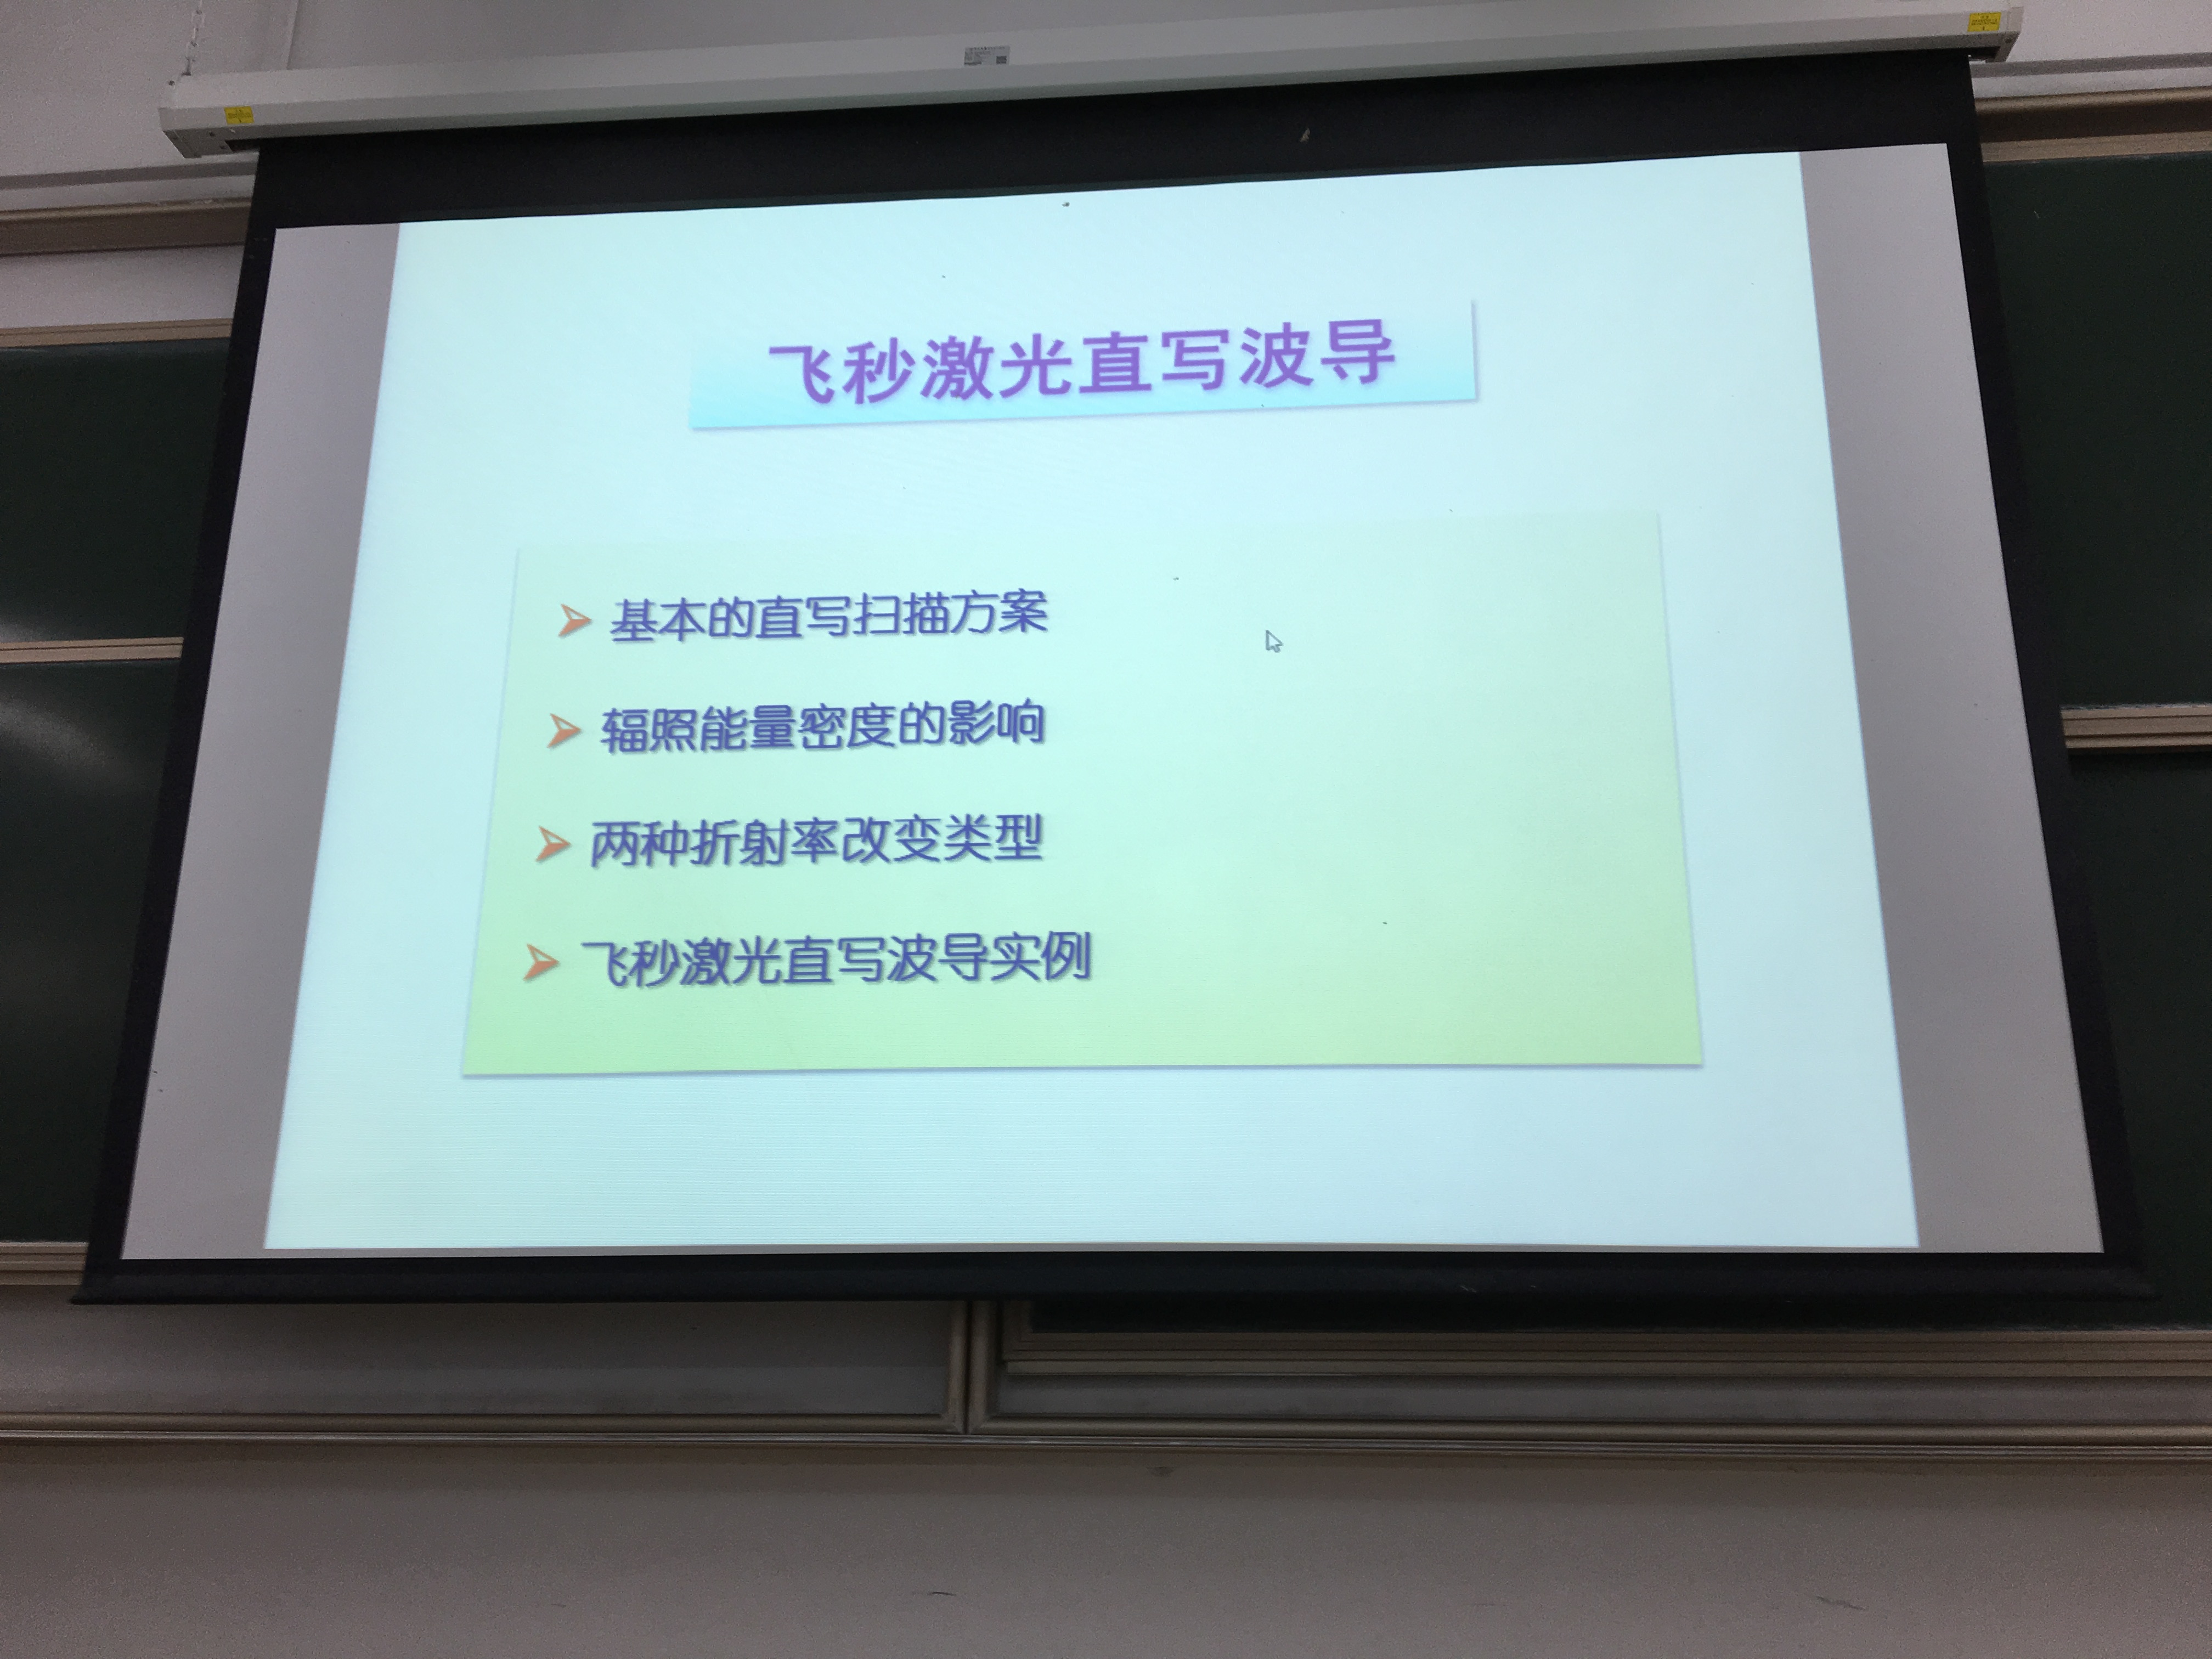 飞秒激光直写波导
基本的直写扫描方案
辐照能量密度的影响
两种折射率改变类型
飞秒激光直写波导实例